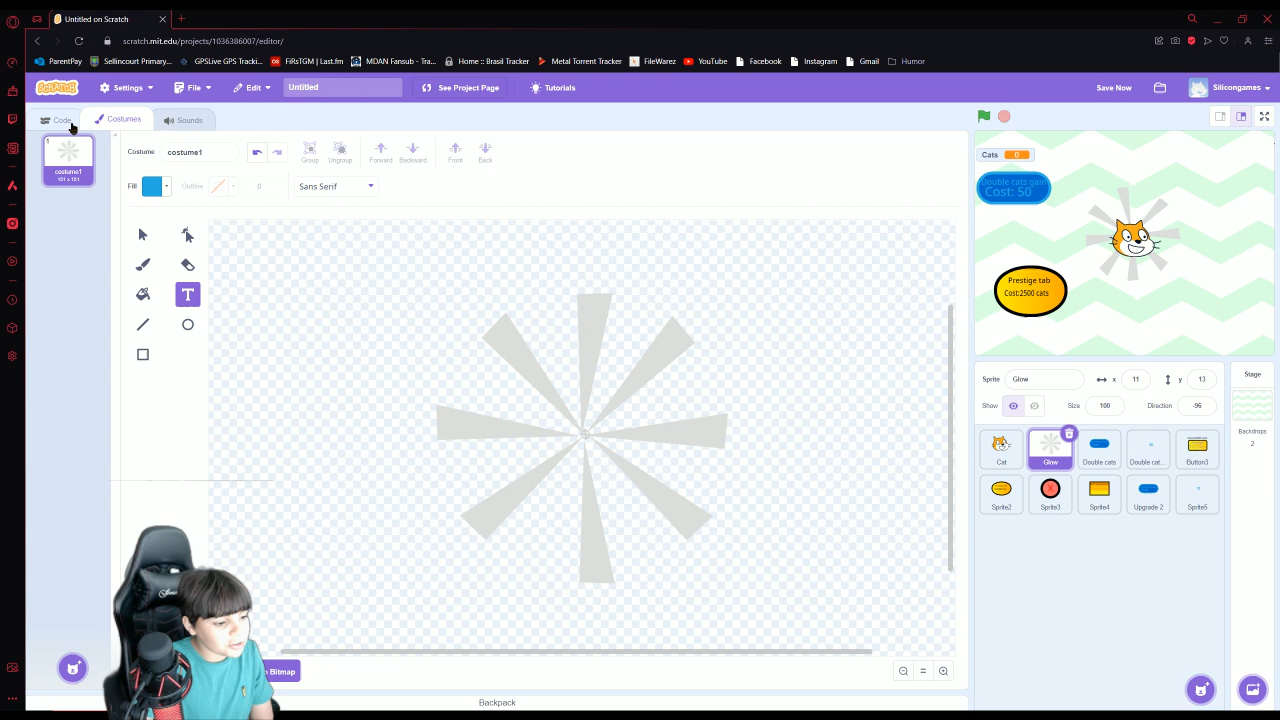 Untitled on Scratch
scratch.mit.edu/projects/1036386007/editor/
ParentPay
Sellincourt Primary...
GPSLive GPS Tracki...
FiRsTGM | Last.fm
MDAN Fansub - Tra...
Home :: Brasil Tracker
Metal Torrent Tracker
FileWarez
YouTube
Facebook
Instagram
Gmail
Humor
SCRATCH
Settings
File
Edit
Untitled
See Project Page
Tutorials
Save Now
Silicongames
Code
Costumes
Sounds
1
costume1
Costume
costume1
Group
Ungroup
Forward
Backward
Front
Back
Fill
Outline
0
Sans Serif
T
Bitmap
Backpack
Cats 0
Double cats gain
Cost: 50
Prestige tab
Cost:2500 cats
Sprite
Glow
x
11
y
13
Show
Size
100
Direction
-96
Stage
Backdrops
2
Cat
Glow
Double cats
Double cat...
Button3
Sprite2
Sprite3
Sprite4
Upgrade 2
Sprite5